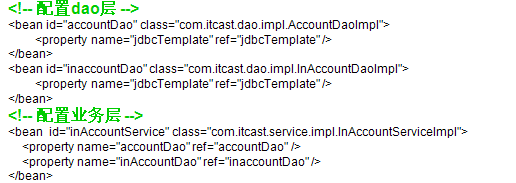 <!-- 配置dao层 -->
<bean id="accountDao" class="com.itcast.dao.impl.AccountDaoImpl">
<property name="jdbcTemplate" ref="jdbcTemplate" />
</bean>
<bean id="inaccountDao" class="com.itcast.dao.impl.InAccountDaoImpl">
<property name="jdbcTemplate" ref="jdbcTemplate" />
</bean>
<!-- 配置业务层 -->
<bean id="inAccountService" class="com.itcast.service.impl.InAccountServiceImpl">
<property name="accountDao" ref="accountDao" />
<property name="inAccountDao" ref="inaccountDao" />
</bean>